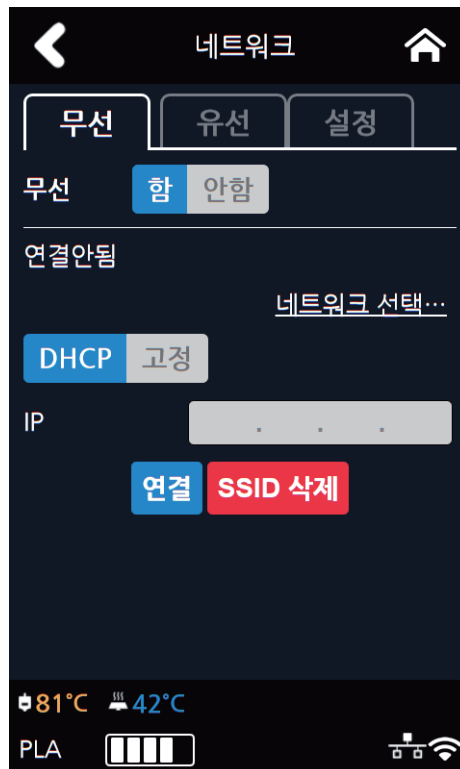 네트워크
무선 유선 설정
무선 함 안함
연결안됨
네트워크 선택…
DHCP 고정
IP . . .
연결 SSID 삭제
81°C 42°C
PLA